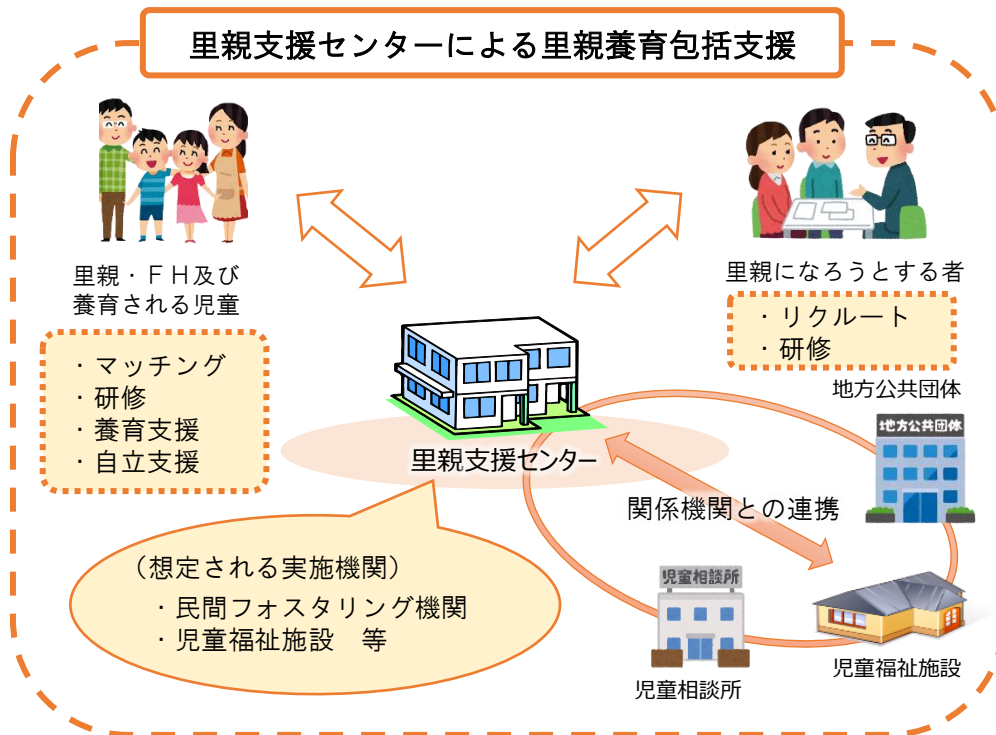 里親支援センターによる里親養育包括支援
里親・ＦＨ及び
養育される児童
・マッチング
・研修
・養育支援
・自立支援
里親になろうとする者
・リクルート
・研修
地方公共団体
地方公共団体
里親支援センター
関係機関との連携
（想定される実施機関）
・民間フォスタリング機関
・児童福祉施設　等
児童相談所
児童相談所
児童福祉施設